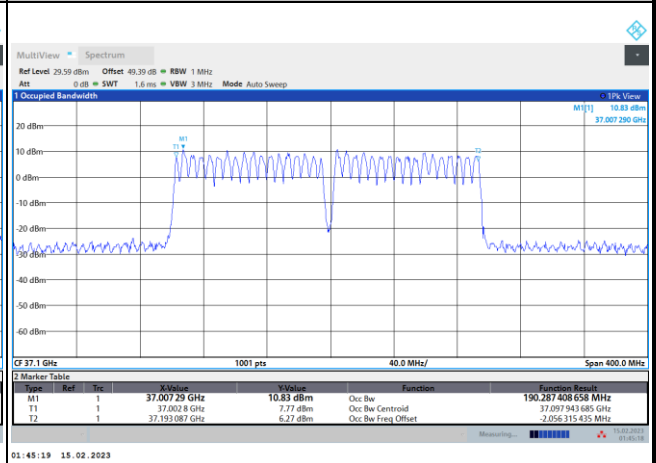 MultiView Spectrum
Ref Level 29.59 dBm Offset 49.39 dB RBW 1 MHz
Att 0 dB SWT 1.6 ms VBW 3 MHz Mode Auto Sweep
1 Occupied Bandwidth 1Pk View
M1[1] 10.83 dBm
37.007 290 GHz
20 dBm
M1
T1 T2
10 dBm
0 dBm
-10 dBm
-20 dBm
-30 dBm
-40 dBm
-50 dBm
-60 dBm
CF 37.1 GHz 1001 pts 40.0 MHz/ Span 400.0 MHz
2 Marker Table
Type Ref Trc X-Value Y-Value Function Function Result
M1 1 37.007 29 GHz 10.83 dBm Occ Bw 190.287 408 658 MHz
T1 1 37.002 8 GHz 7.77 dBm Occ Bw Centroid 37.097 943 685 GHz
T2 1 37.193 087 GHz 6.27 dBm Occ Bw Freq Offset -2.056 315 435 MHz
Measuring... 15.02.2023
01:45:18
01:45:19 15.02.2023